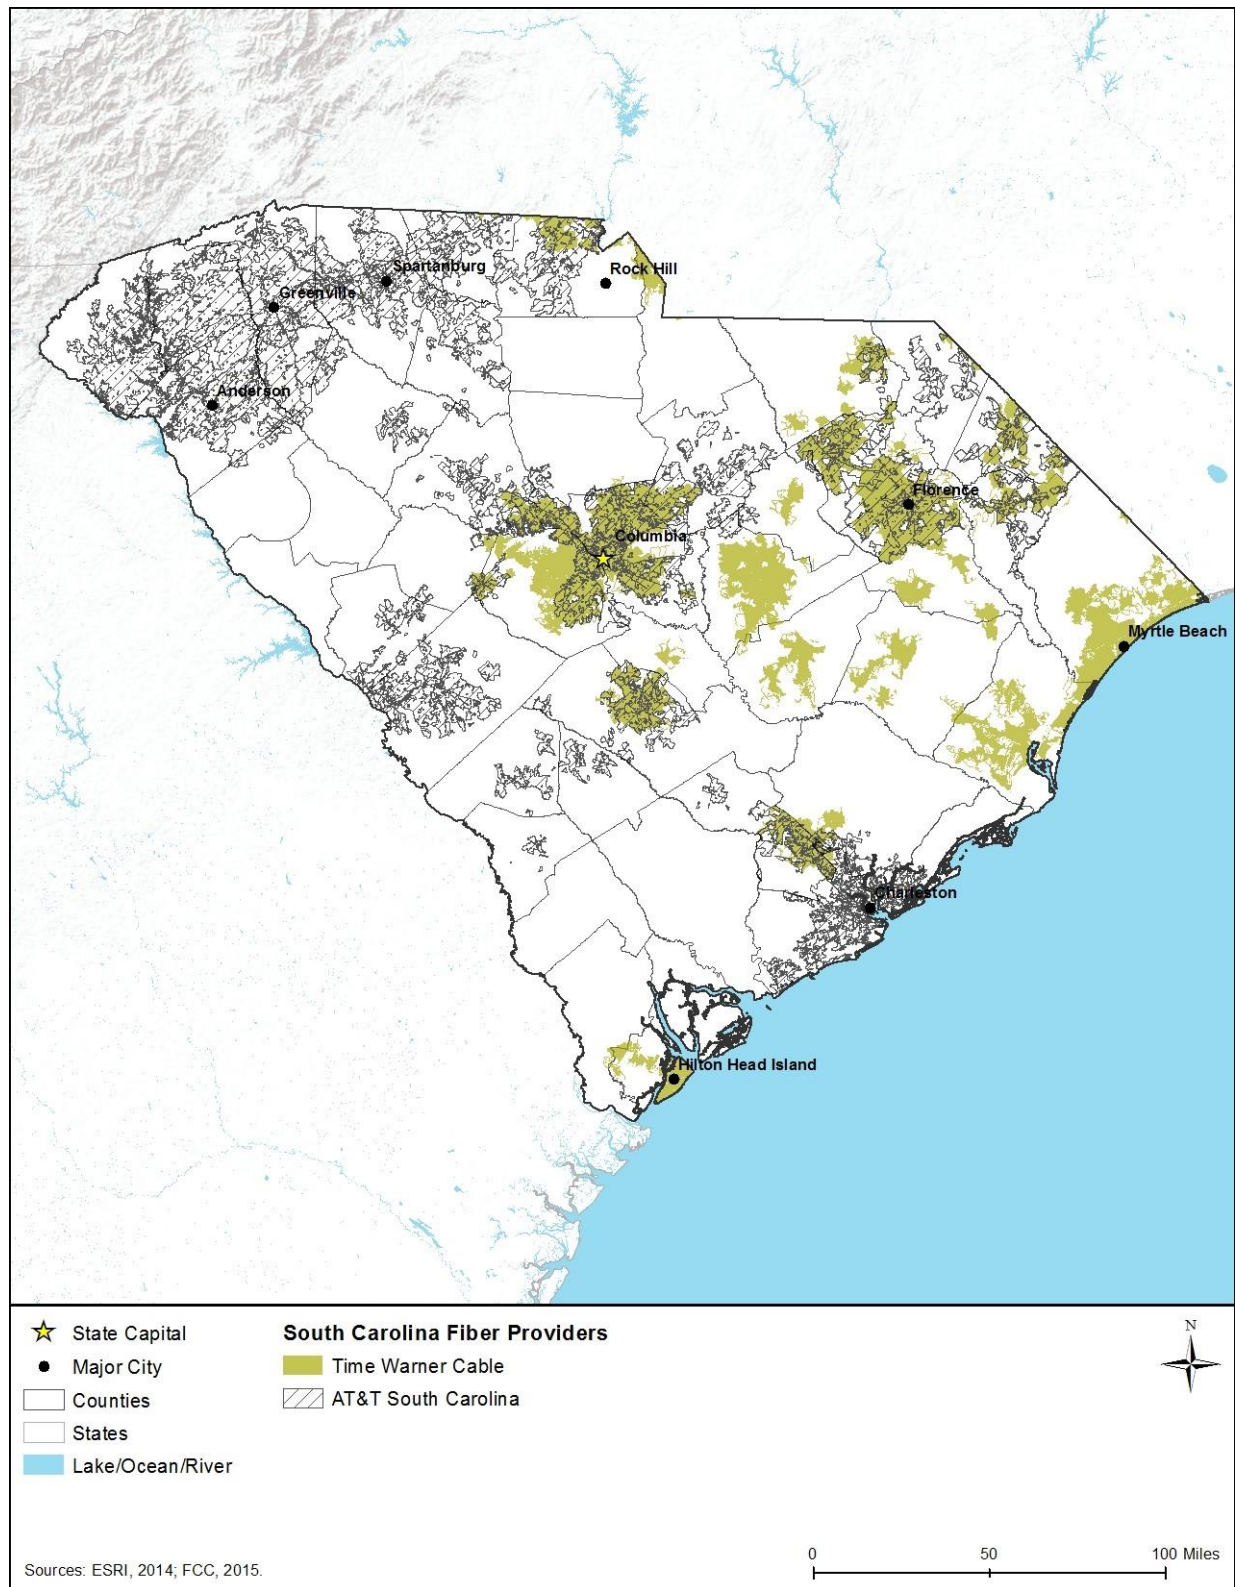 Spartanburg
Rock Hill
Greenville
Anderson
Florence
Columbia
Myrtle Beach
Charleston
Hilton Head Island
State Capital
Major City
Counties
States
Lake/Ocean/River
South Carolina Fiber Providers
Time Warner Cable
AT&T South Carolina
N
0 50 100 Miles
Sources: ESRI, 2014; FCC, 2015.